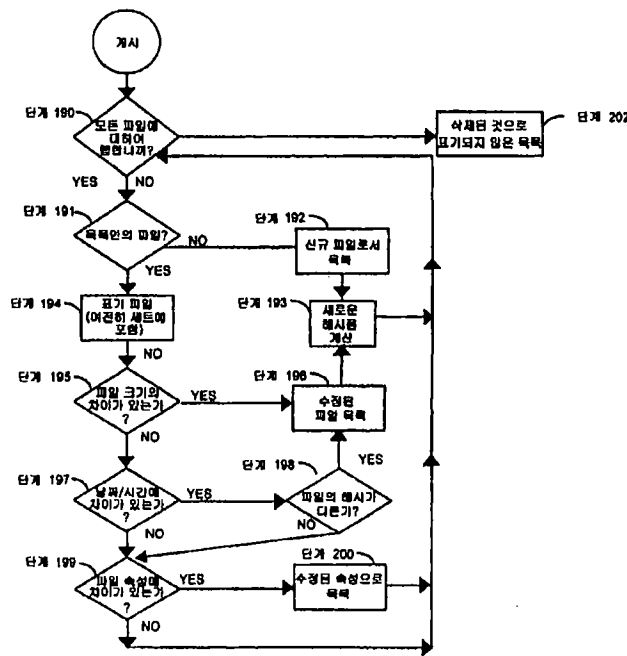 게시
단계 190
모든 파일에
대하여
행합니까?
YES
NO
삭제된 것으로
표기되지 않은 목록
단계 202
단계 191
목록안의 파일?
NO
YES
단계 192
신규 파일로서
목록
단계 194
표기 파일
(여전히 세트에
포함)
NO
단계 193
새로운
해시를
계산
단계 195
파일 크기의
차이가 있는가
?
YES
NO
단계 196
수정된
파일 목록
단계 197
날짜/시간에
차이가 있는가
?
YES
NO
단계 198
파일의 해시가
다른가?
YES
NO
단계 199
파일 속성에
차이가 있는가
?
YES
NO
단계 200
수정된 속성으로
목록